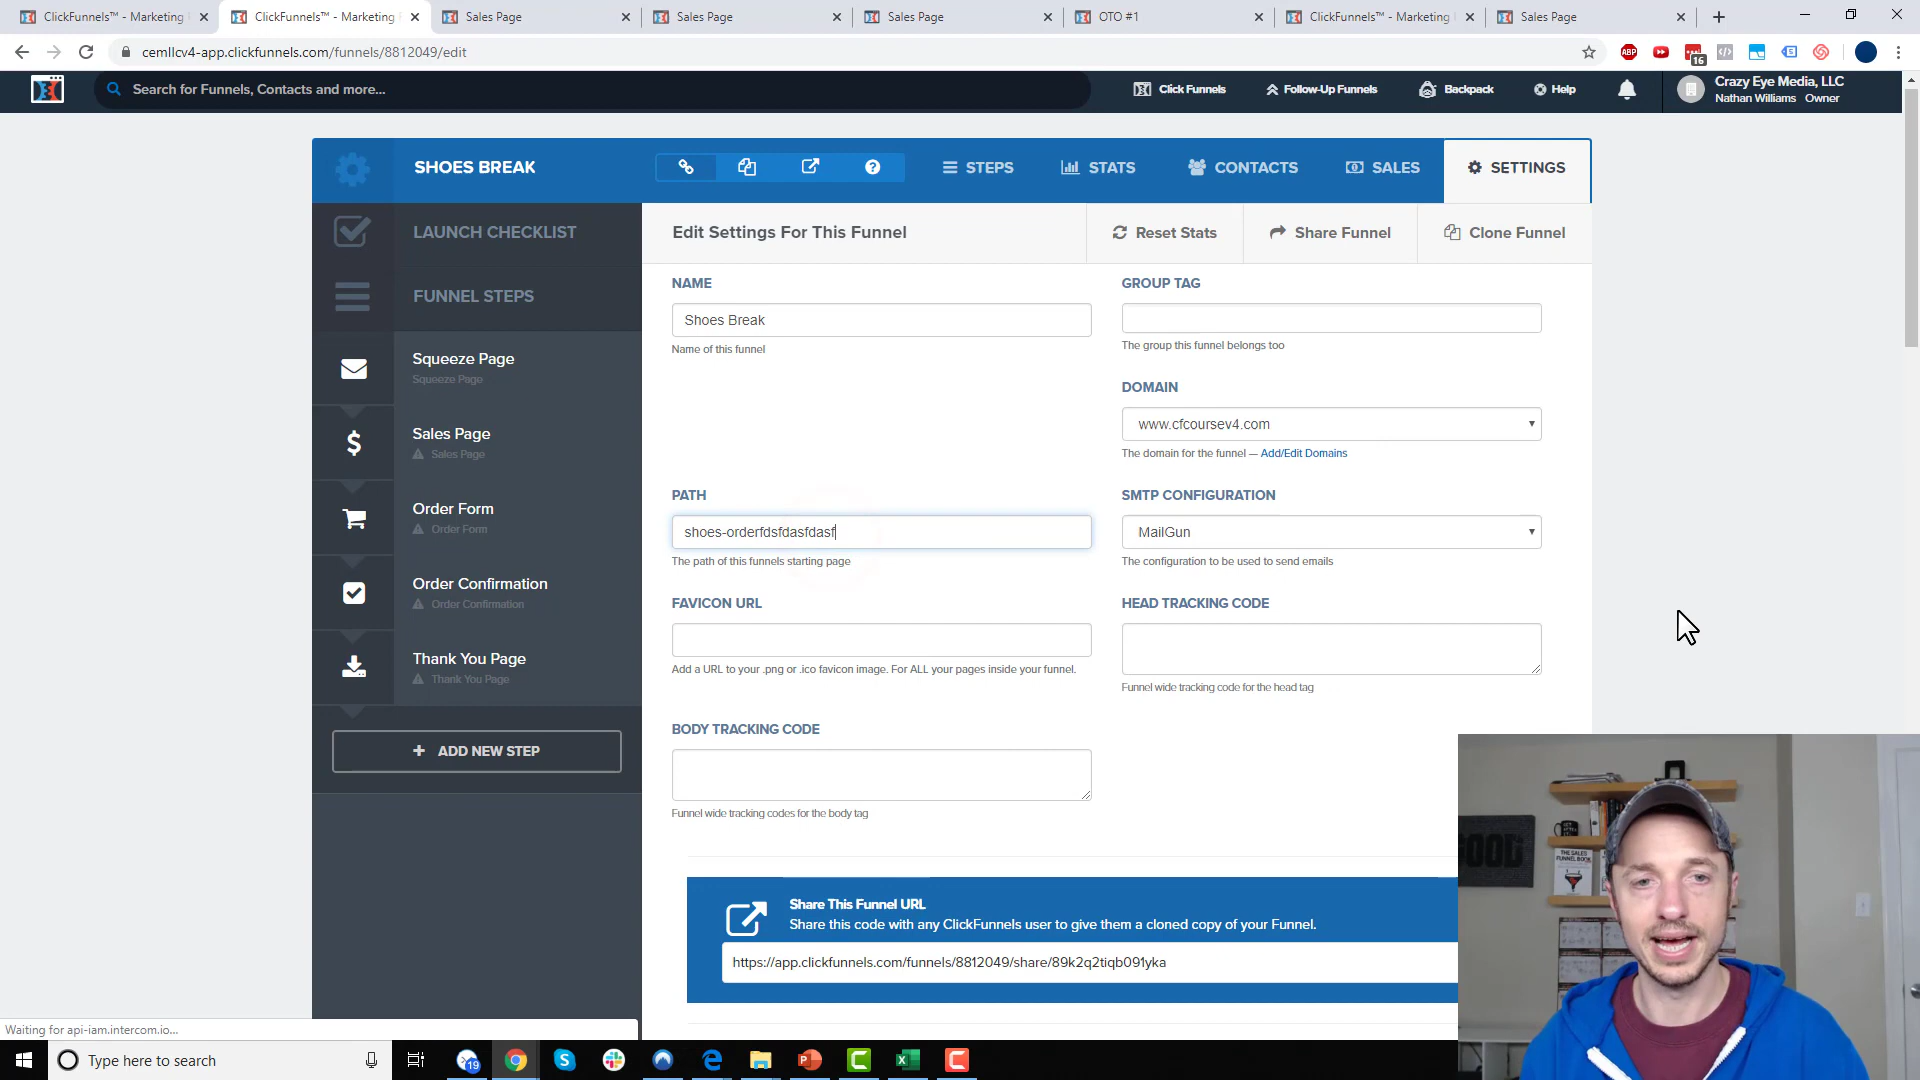 ClickFunnels™ - Marketing
ClickFunnels™ - Marketing
Sales Page
Sales Page
Sales Page
OTO #1
ClickFunnels™ - Marketing
Sales Page
cemllcv4-app.clickfunnels.com/funnels/8812049/edit
ABP
16
Search for Funnels, Contacts and more...
Click Funnels
Follow-Up Funnels
Backpack
Help
Crazy Eye Media, LLC
Nathan Williams Owner
SHOES BREAK
STEPS
STATS
CONTACTS
SALES
SETTINGS
LAUNCH CHECKLIST
Edit Settings For This Funnel
Reset Stats
Share Funnel
Clone Funnel
FUNNEL STEPS
NAME
GROUP TAG
Shoes Break
Name of this funnel
The group this funnel belongs too
Squeeze Page
Squeeze Page
DOMAIN
www.cfcoursev4.com
The domain for the funnel — Add/Edit Domains
Sales Page
Sales Page
PATH
SMTP CONFIGURATION
Order Form
Order Form
shoes-orderfdsfdasfdasf
MailGun
The path of this funnels starting page
The configuration to be used to send emails
Order Confirmation
Order Confirmation
FAVICON URL
HEAD TRACKING CODE
Add a URL to your .png or .ico favicon image. For ALL your pages inside your funnel.
Funnel wide tracking code for the head tag
Thank You Page
Thank You Page
BODY TRACKING CODE
ADD NEW STEP
Funnel wide tracking codes for the body tag
Share This Funnel URL
Share this code with any ClickFunnels user to give them a cloned copy of your Funnel.
https://app.clickfunnels.com/funnels/8812049/share/89k2q2tiqb091yka
GOOD
THE SALES
FUNNEL BOOK
Waiting for api-iam.intercom.io...
Type here to search
19